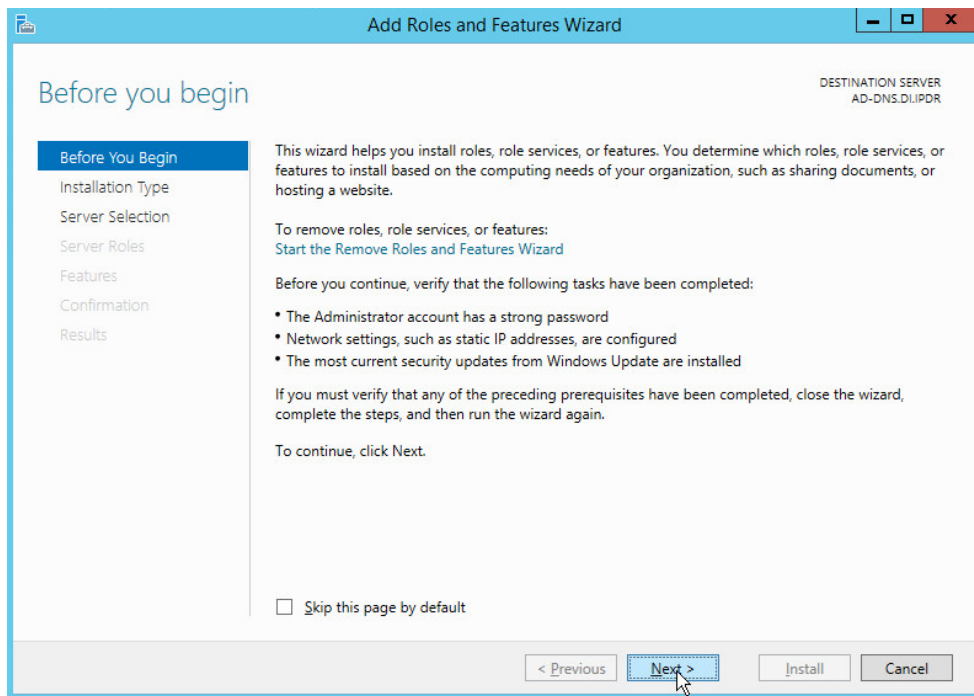 Add Roles and Features Wizard
Before you begin
DESTINATION SERVER
AD-DNS.DI.IPDR
Before You Begin
Installation Type
Server Selection
Server Roles
Features
Confirmation
Results
This wizard helps you install roles, role services, or features. You determine which roles, role services, or
features to install based on the computing needs of your organization, such as sharing documents, or
hosting a website.
To remove roles, role services, or features:
Start the Remove Roles and Features Wizard
Before you continue, verify that the following tasks have been completed:
• The Administrator account has a strong password
• Network settings, such as static IP addresses, are configured
• The most current security updates from Windows Update are installed
If you must verify that any of the preceding prerequisites have been completed, close the wizard,
complete the steps, and then run the wizard again.
To continue, click Next.
Skip this page by default
< Previous
Next >
Install
Cancel